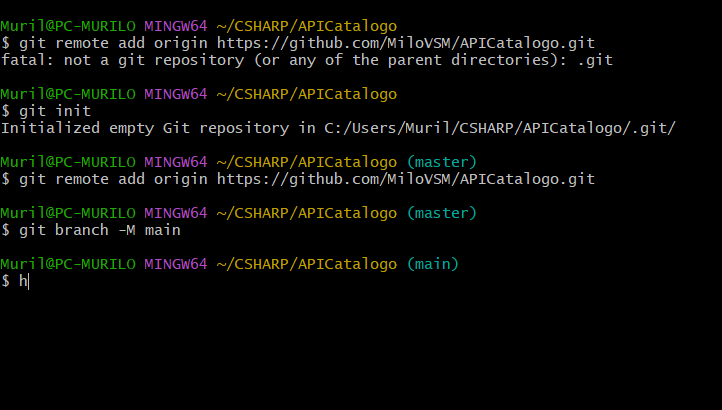 Muril@PC-MURILO MINGW64 ~/CSHARP/APICatalogo
$ git remote add origin https://github.com/MiloVSM/APICatalogo.git
fatal: not a git repository (or any of the parent directories): .git
Muril@PC-MURILO MINGW64 ~/CSHARP/APICatalogo
$ git init
Initialized empty Git repository in C:/Users/Muril/CSHARP/APICatalogo/.git/
Muril@PC-MURILO MINGW64 ~/CSHARP/APICatalogo (master)
$ git remote add origin https://github.com/MiloVSM/APICatalogo.git
Muril@PC-MURILO MINGW64 ~/CSHARP/APICatalogo (master)
$ git branch -M main
Muril@PC-MURILO MINGW64 ~/CSHARP/APICatalogo (main)
$ h